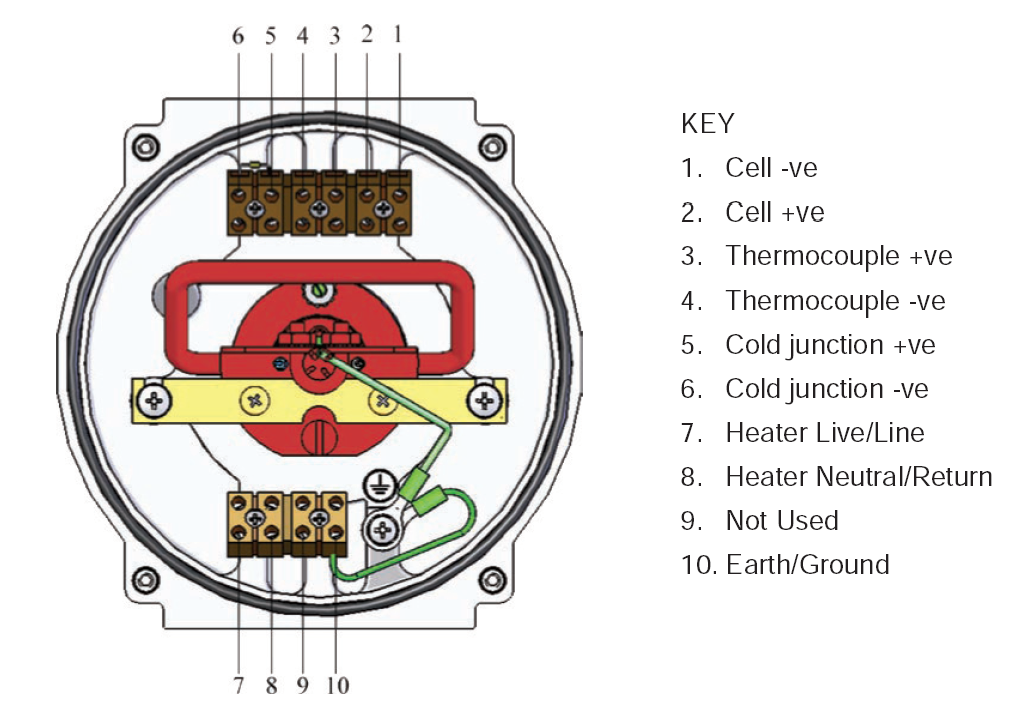 6 5 4 3 2 1
KEY
1. Cell -ve
2. Cell +ve
3. Thermocouple +ve
4. Thermocouple -ve
5. Cold junction +ve
6. Cold junction -ve
7. Heater Live/Line
8. Heater Neutral/Return
9. Not Used
10. Earth/Ground
7 8 9 10